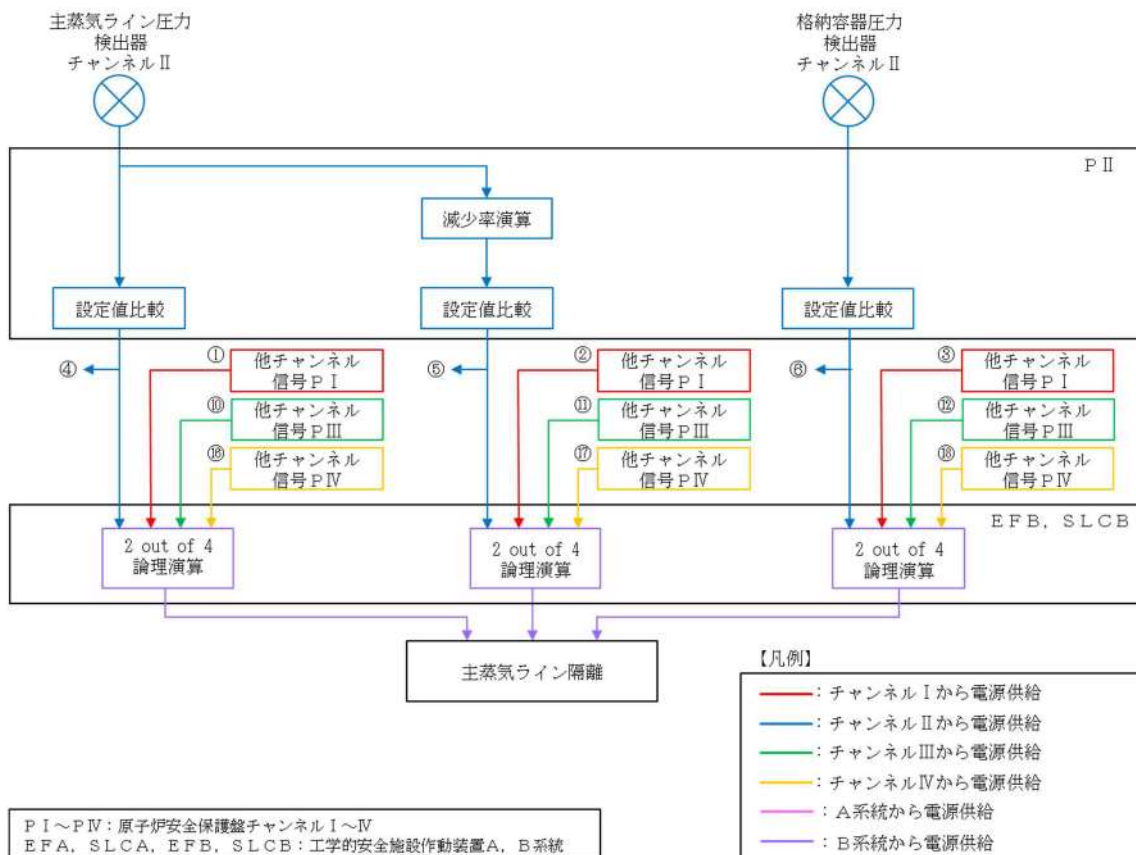 主蒸気ライン圧力
検出器
チャンネルⅡ
格納容器圧力
検出器
チャンネルⅡ
PⅡ
減少率演算
設定値比較
設定値比較
設定値比較
④
①
他チャンネル
信号PⅠ
⑩
他チャンネル
信号PⅢ
⑯
他チャンネル
信号PⅣ
⑤
②
他チャンネル
信号PⅠ
⑪
他チャンネル
信号PⅢ
⑰
他チャンネル
信号PⅣ
⑥
③
他チャンネル
信号PⅠ
⑫
他チャンネル
信号PⅢ
⑱
他チャンネル
信号PⅣ
EFB, SLCB
2 out of 4
論理演算
2 out of 4
論理演算
2 out of 4
論理演算
主蒸気ライン隔離
【凡例】
:チャンネルⅠから電源供給
:チャンネルⅡから電源供給
:チャンネルⅢから電源供給
:チャンネルⅣから電源供給
:A系統から電源供給
:B系統から電源供給
PⅠ~PⅣ:原子炉安全保護盤チャンネルⅠ~Ⅳ
EFA, SLCA, EFB, SLCB:工学的安全施設作動装置A, B系統